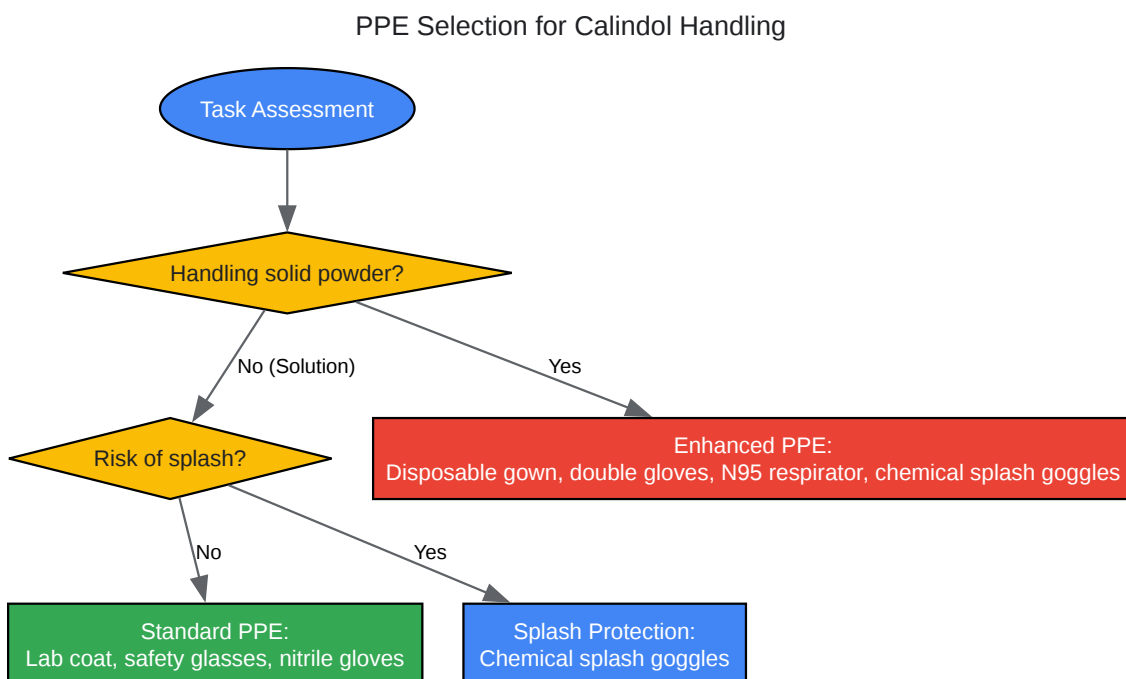 PPE Selection for Calindol Handling
Task Assessment
Handling solid powder?
No (Solution)
Yes
Risk of splash?
Enhanced PPE:
Disposable gown, double gloves, N95 respirator, chemical splash goggles
No
Yes
Standard PPE:
Lab coat, safety glasses, nitrile gloves
Splash Protection:
Chemical splash goggles